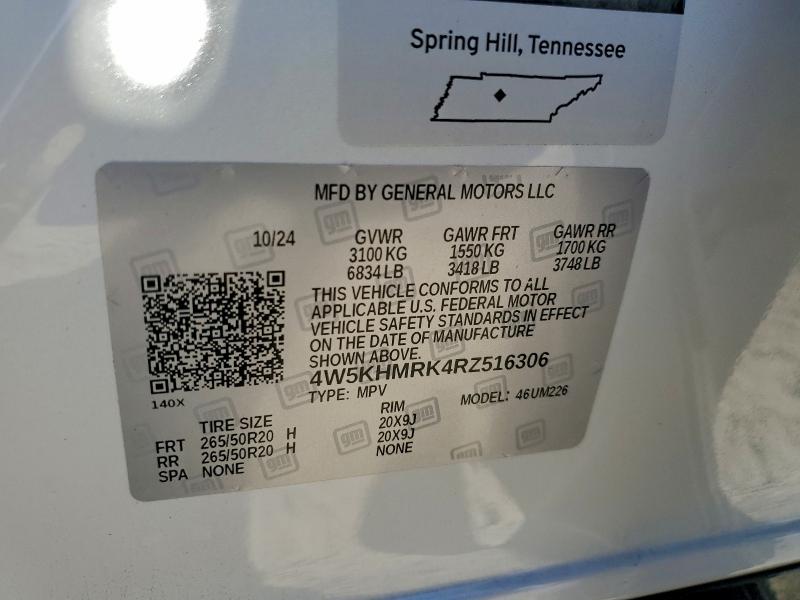 Spring Hill, Tennessee
MFD BY GENERAL MOTORS LLC
10/24 GVWR GAWR FRT GAWR RR
3100 KG 1550 KG 1700 KG
6834 LB 3418 LB 3748 LB
THIS VEHICLE CONFORMS TO ALL
APPLICABLE U.S. FEDERAL MOTOR
VEHICLE SAFETY STANDARDS IN EFFECT
ON THE DATE OF MANUFACTURE
SHOWN ABOVE.
4W5KHMRK4RZ516306
TYPE: MPV MODEL: 46UM226
140X
TIRE SIZE RIM
FRT 265/50R20 H 20X9J
RR 265/50R20 H 20X9J
SPA NONE NONE